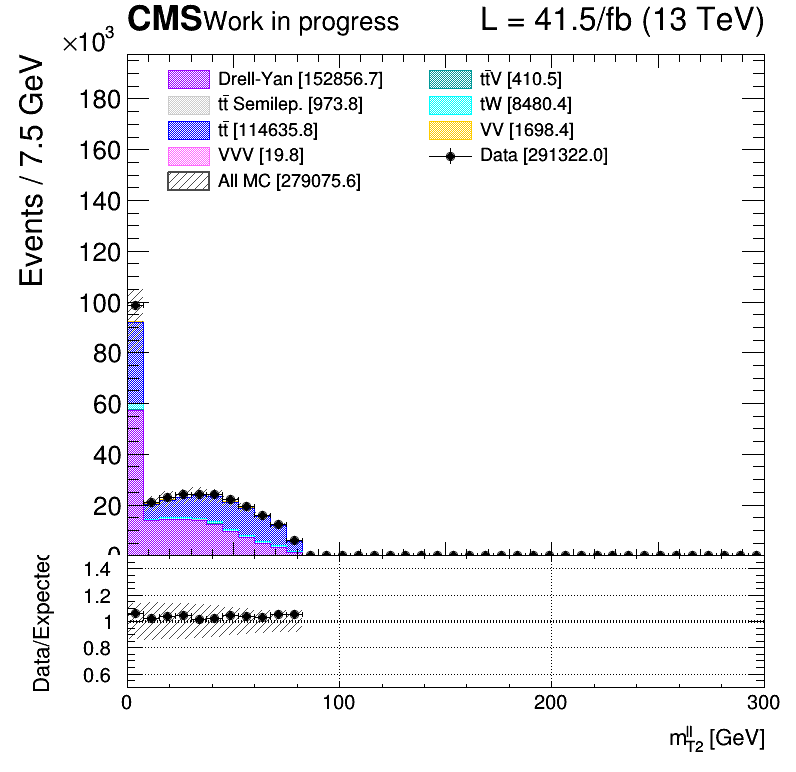 CMS Work in progress L = 41.5/fb (13 TeV)
×10³
Events / 7.5 GeV
Drell-Yan [152856.7]
tt̄ Semilep. [973.8]
tt̄ [114635.8]
VVV [19.8]
All MC [279075.6]
tt̄V [410.5]
tW [8480.4]
VV [1698.4]
Data [291322.0]
180
160
140
120
100
80
60
40
20
0
Data/Expected
1.4
1.2
1
0.8
0.6
0 100 200 300
m_T2^ll [GeV]